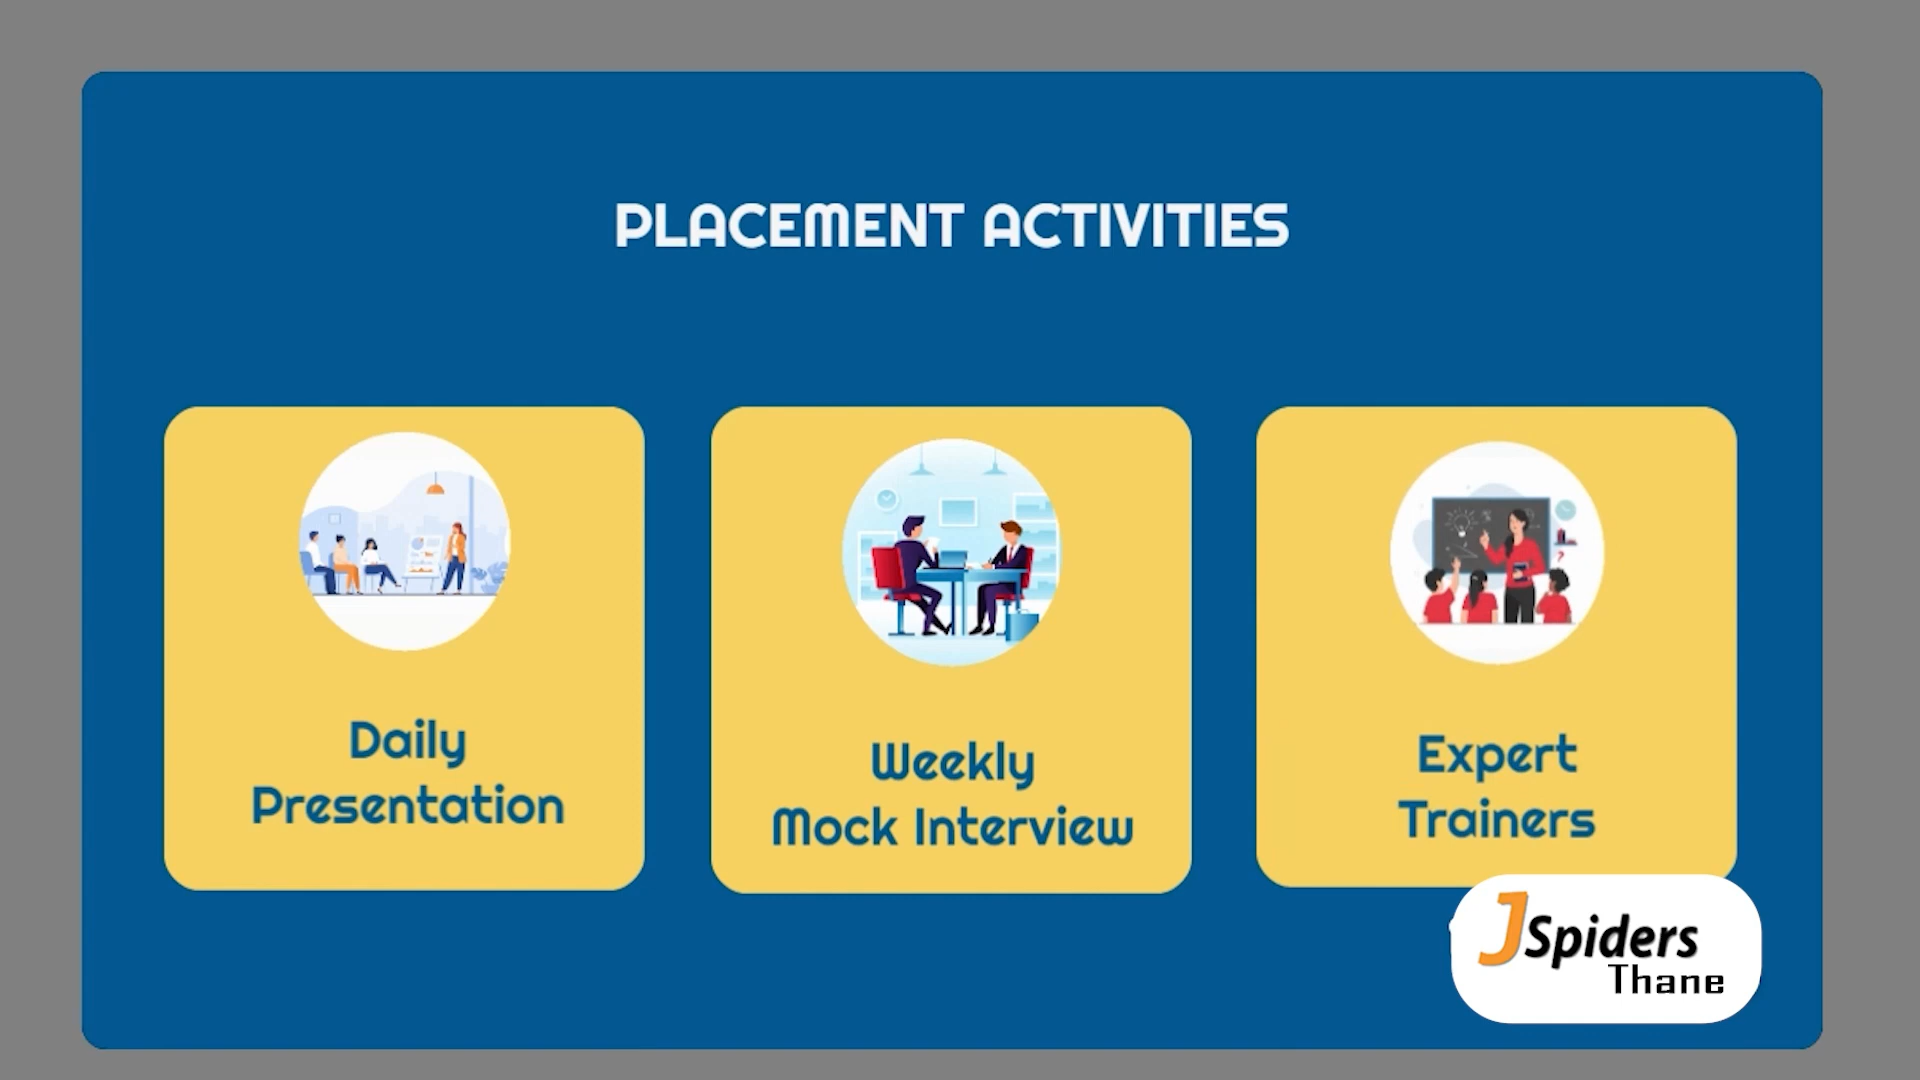 PLACEMENT ACTIVITIES
Daily
Presentation
Weekly
Mock Interview
Expert
Trainers
JSpiders
Thane